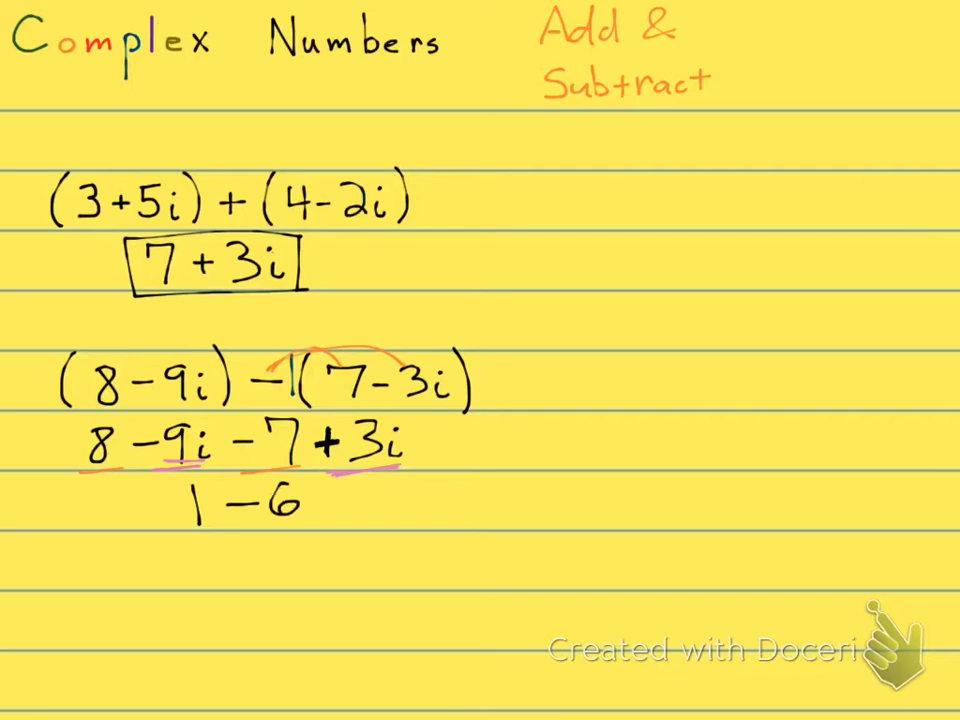 Complex Numbers Add &
Subtract
(3+5i) + (4-2i)
7 + 3i
(8-9i) -1(7-3i)
8 -9i -7 +3i
1 -6
Created with Doceri